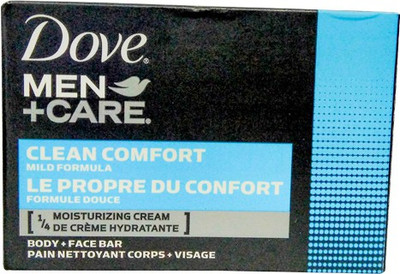 Dove
MEN
+CARE
CLEAN COMFORT
MILD FORMULA
LE PROPRE DU CONFORT
FORMULE DOUCE
[ 1/4 MOISTURIZING CREAM
DE CRÈME HYDRATANTE ]
BODY + FACE BAR
PAIN NETTOYANT CORPS + VISAGE